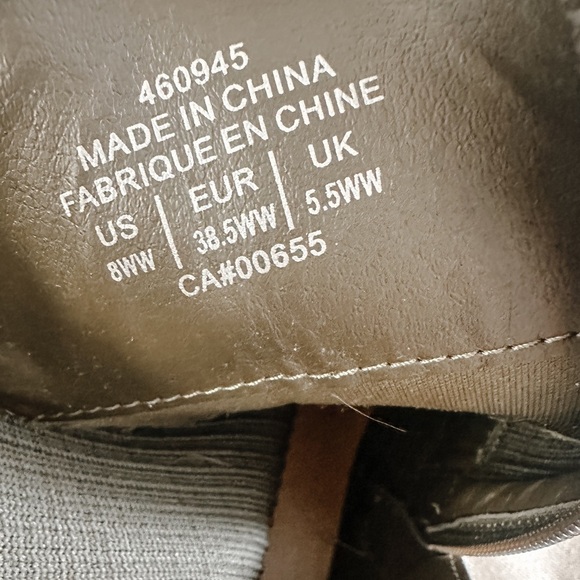 460945
MADE IN CHINA
FABRIQUE EN CHINE
US | EUR | UK
8WW | 38.5WW | 5.5WW
CA#00655